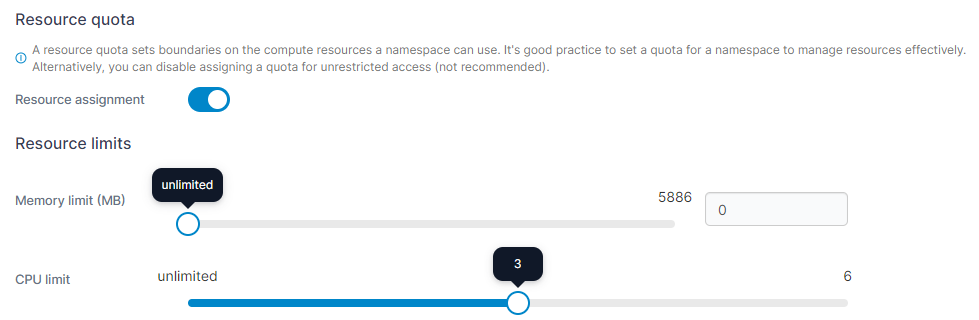 Resource quota
A resource quota sets boundaries on the compute resources a namespace can use. It's good practice to set a quota for a namespace to manage resources effectively.
Alternatively, you can disable assigning a quota for unrestricted access (not recommended).
Resource assignment
Resource limits
unlimited
Memory limit (MB)
5886
0
3
CPU limit
unlimited
6